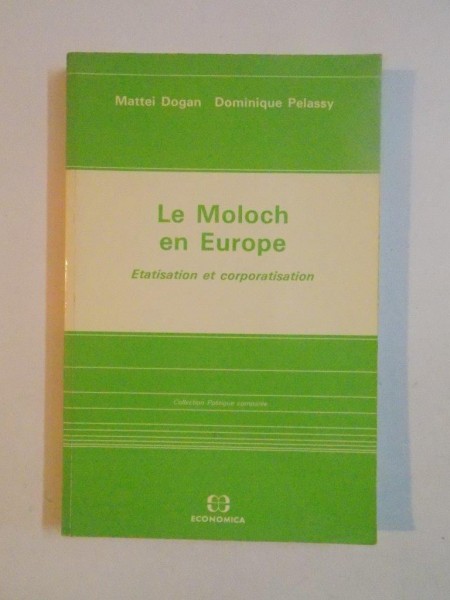 Mattei Dogan Dominique Pelassy
Le Moloch
en Europe
Etatisation et corporatisation
Collection Politique comparée
ECONOMICA